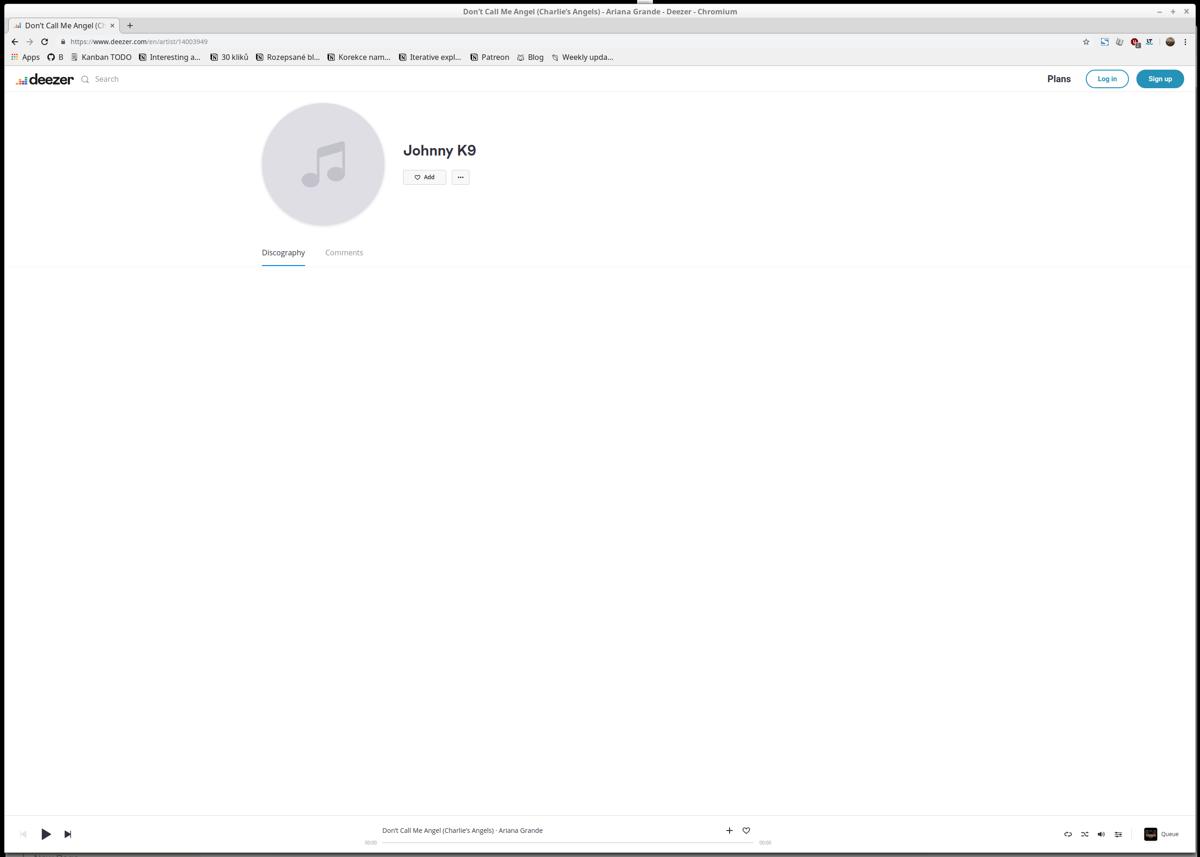 Don't Call Me Angel (Charlie's Angels) - Ariana Grande - Deezer - Chromium
Don't Call Me Angel (Ch
https://www.deezer.com/en/artist/14003949
Apps B Kanban TODO Interesting a... 30 kliků Rozepsané bl... Korekce nam... Iterative expl... Patreon Blog Weekly upda...
deezer Search Plans Log in Sign up
Johnny K9
Add
Discography Comments
Don't Call Me Angel (Charlie's Angels) · Ariana Grande
00:00 00:00
Queue